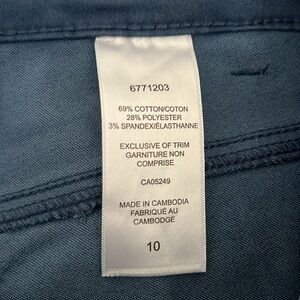 6771203
69% COTTON/COTON
28% POLYESTER
3% SPANDEX/ÉLASTHANNE
EXCLUSIVE OF TRIM
GARNITURE NON
COMPRISE
CA05249
MADE IN CAMBODIA
FABRIQUÉ AU
CAMBODGE
10